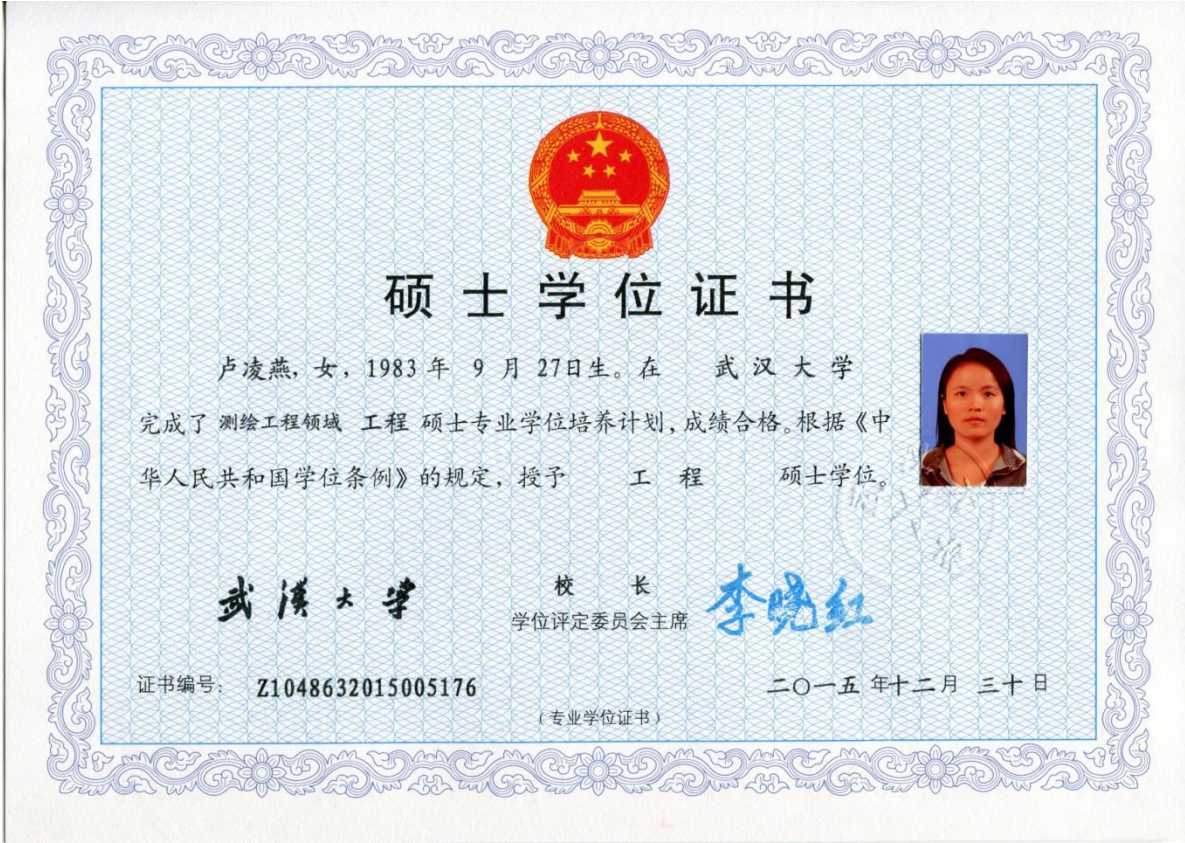 硕士学位证书
卢凌燕，女，1983 年 9 月 27日生。在 武汉大学
完成了 测绘工程领域 工程 硕士专业学位培养计划，成绩合格。根据《中
华人民共和国学位条例》的规定，授予 工程 硕士学位。
武漢大学
校 长
学位评定委员会主席
李晓红
证书编号：Z1048632015005176
二〇一五 年十二月 三十日
（专业学位证书）